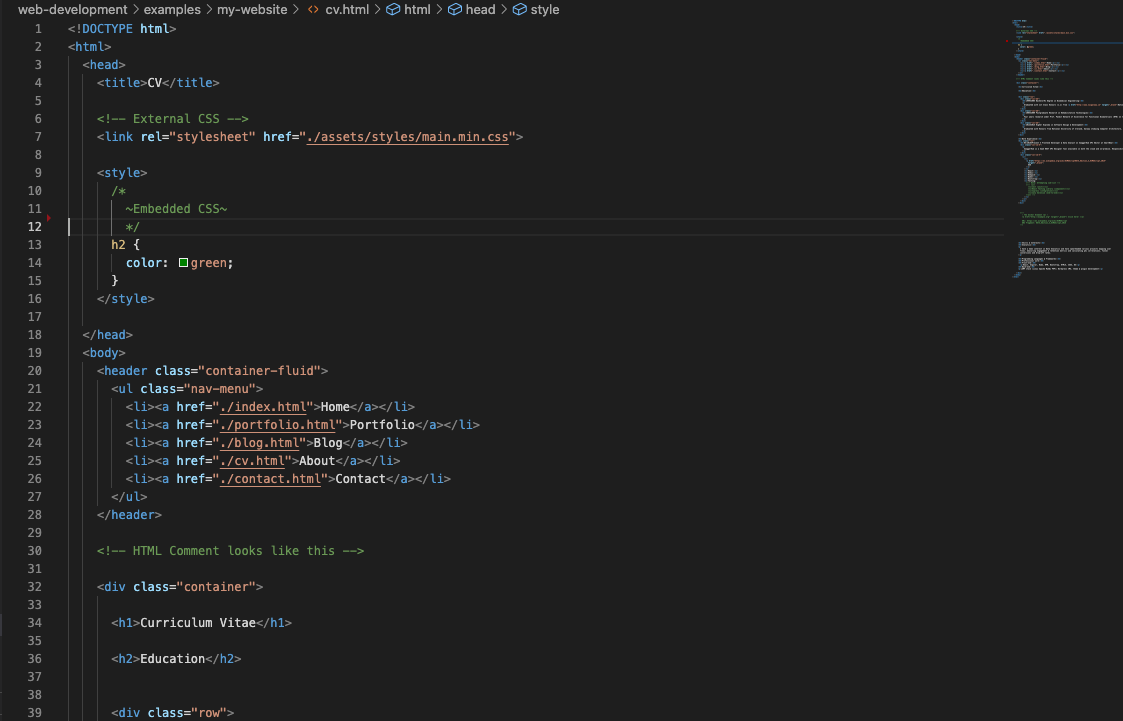 web-development > examples > my-website > <> cv.html > html > head > style
1 <!DOCTYPE html>
2 <html>
3 <head>
4 <title>CV</title>
5
6 <!-- External CSS -->
7 <link rel="stylesheet" href="./assets/styles/main.min.css">
8
9 <style>
10 /*
11 ~Embedded CSS~
12 */
13 h2 {
14 color: green;
15 }
16 </style>
17
18 </head>
19 <body>
20 <header class="container-fluid">
21 <ul class="nav-menu">
22 <li><a href="./index.html">Home</a></li>
23 <li><a href="./portfolio.html">Portfolio</a></li>
24 <li><a href="./blog.html">Blog</a></li>
25 <li><a href="./cv.html">About</a></li>
26 <li><a href="./contact.html">Contact</a></li>
27 </ul>
28 </header>
29
30 <!-- HTML Comment looks like this -->
31
32 <div class="container">
33
34 <h1>Curriculum Vitae</h1>
35
36 <h2>Education</h2>
37
38
39 <div class="row">